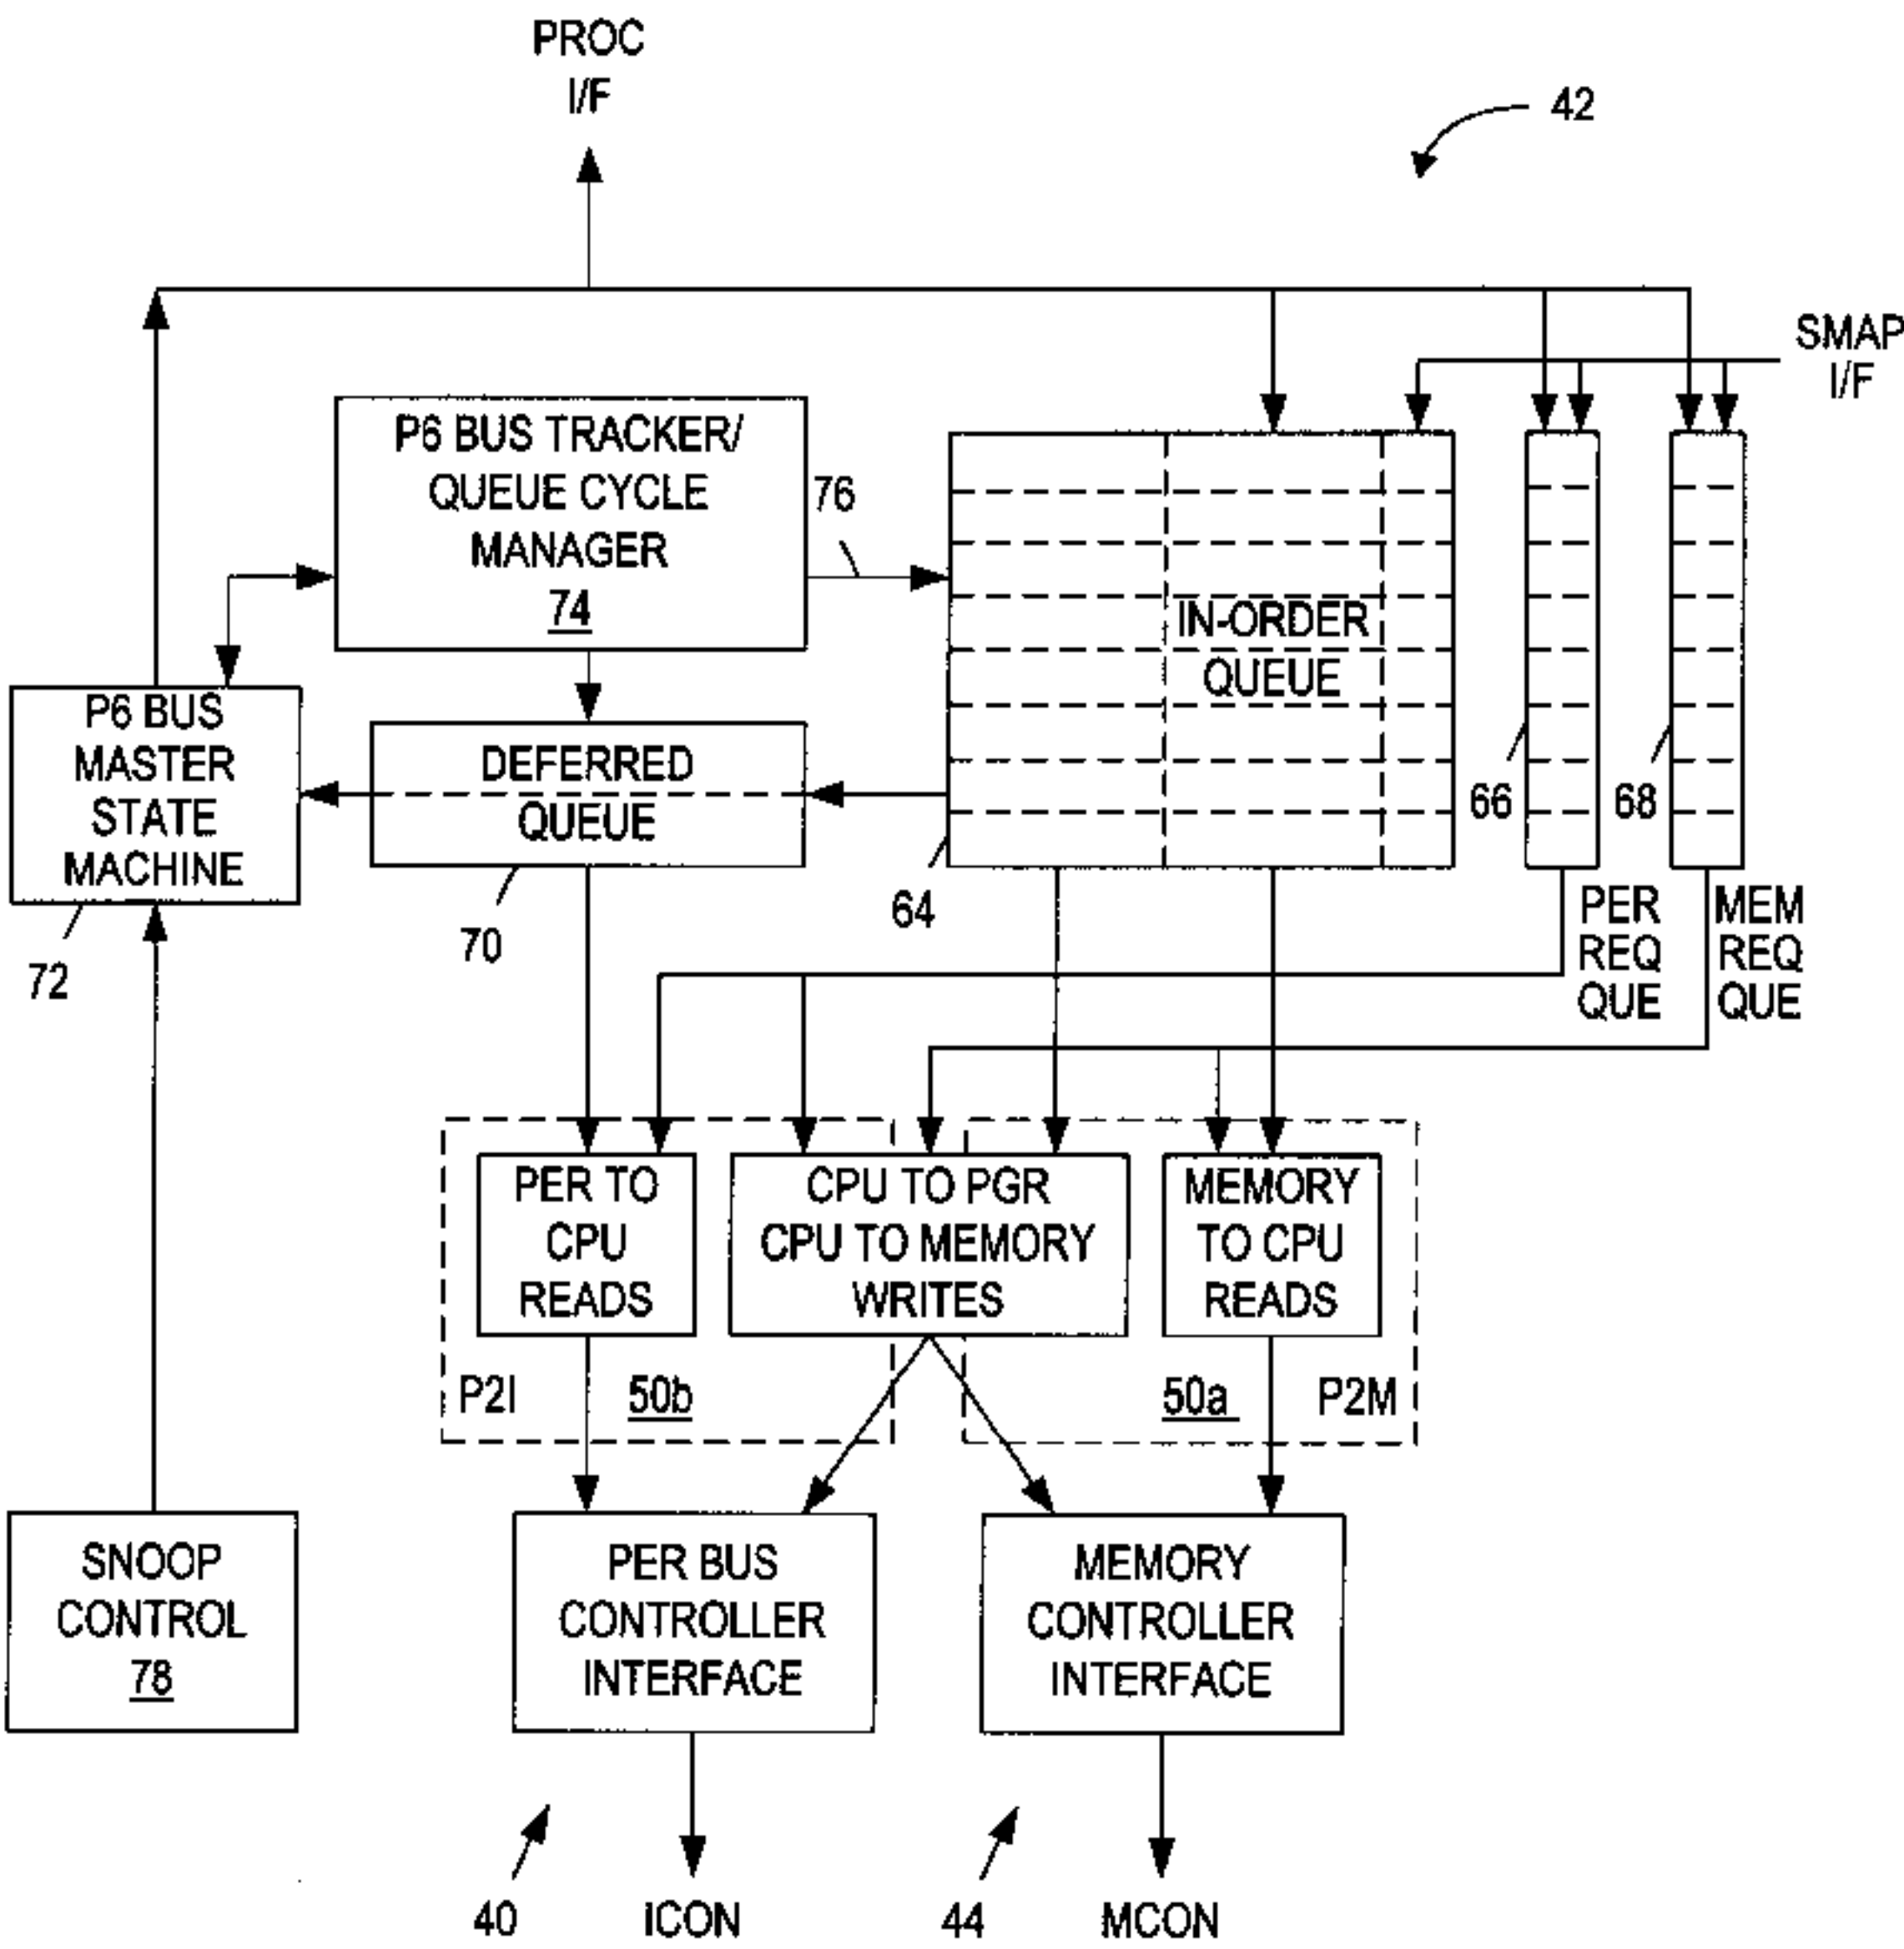 PROC
I/F
42
SMAP
I/F
P6 BUS TRACKER/
QUEUE CYCLE
MANAGER
74
76
IN-ORDER
QUEUE
P6 BUS
MASTER
STATE
MACHINE
72
DEFERRED
QUEUE
70
64
66
68
PER
REQ
QUE
MEM
REQ
QUE
PER TO
CPU
READS
CPU TO PGR
CPU TO MEMORY
WRITES
MEMORY
TO CPU
READS
P2I
50b
50a
P2M
SNOOP
CONTROL
78
PER BUS
CONTROLLER
INTERFACE
MEMORY
CONTROLLER
INTERFACE
40
ICON
44
MCON